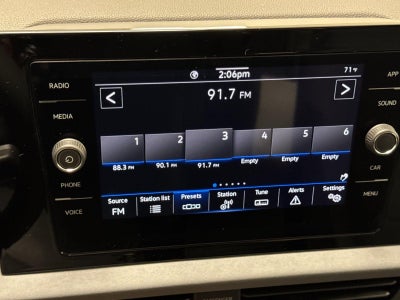 2:06pm
71°F
RADIO
APP
91.7 FM
MEDIA
SOUND
1 2 3 4 5 6
88.3 FM 90.1 FM 91.7 FM Empty Empty Empty
PHONE
CAR
Source FM
Station list
Presets
Station
Tune
Alerts
Settings
VOICE
MENU